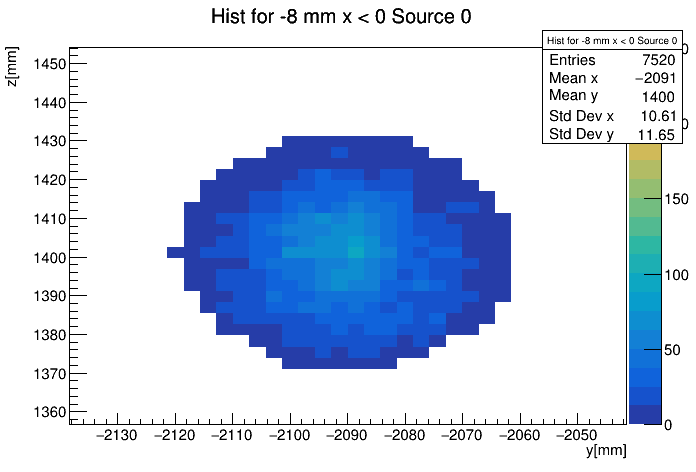 Hist for -8 mm x < 0 Source 0
Hist for -8 mm x < 0 Source 0
Entries 7520
Mean x −2091
Mean y 1400
Std Dev x 10.61
Std Dev y 11.65
z[mm]
1450
1440
1430
1420
1410
1400
1390
1380
1370
1360
−2130 −2120 −2110 −2100 −2090 −2080 −2070 −2060 −2050
y[mm]
0
0
150
100
50
0